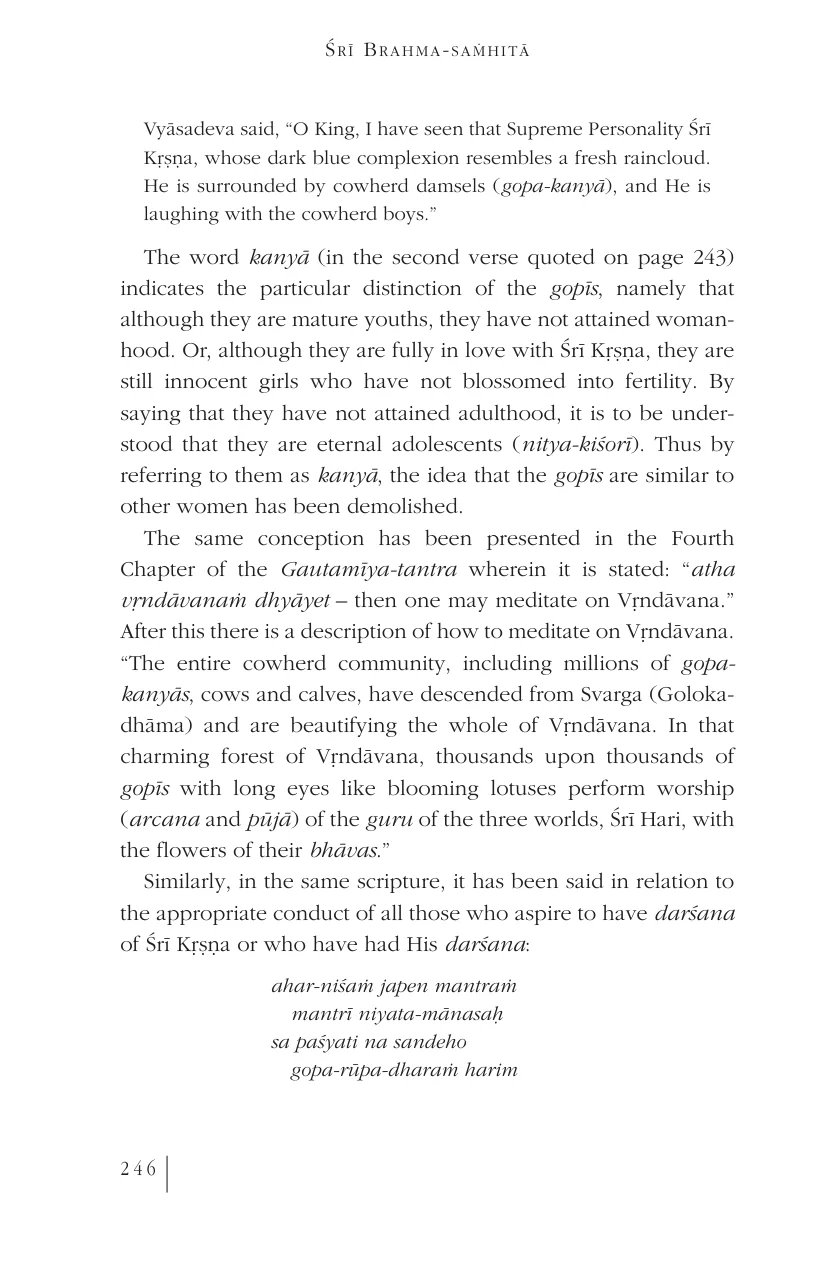 Śrī Brahma-saṁhitā
Vyāsadeva said, “O King, I have seen that Supreme Personality Śrī
Kṛṣṇa, whose dark blue complexion resembles a fresh raincloud.
He is surrounded by cowherd damsels (gopa-kanyā), and He is
laughing with the cowherd boys.”
The word kanyā (in the second verse quoted on page 243)
indicates the particular distinction of the gopīs, namely that
although they are mature youths, they have not attained woman-
hood. Or, although they are fully in love with Śrī Kṛṣṇa, they are
still innocent girls who have not blossomed into fertility. By
saying that they have not attained adulthood, it is to be under-
stood that they are eternal adolescents (nitya-kiśorī). Thus by
referring to them as kanyā, the idea that the gopīs are similar to
other women has been demolished.
The same conception has been presented in the Fourth
Chapter of the Gautamīya-tantra wherein it is stated: “atha
vṛndāvanaṁ dhyāyet – then one may meditate on Vṛndāvana.”
After this there is a description of how to meditate on Vṛndāvana.
“The entire cowherd community, including millions of gopa-
kanyās, cows and calves, have descended from Svarga (Goloka-
dhāma) and are beautifying the whole of Vṛndāvana. In that
charming forest of Vṛndāvana, thousands upon thousands of
gopīs with long eyes like blooming lotuses perform worship
(arcana and pūjā) of the guru of the three worlds, Śrī Hari, with
the flowers of their bhāvas.”
Similarly, in the same scripture, it has been said in relation to
the appropriate conduct of all those who aspire to have darśana
of Śrī Kṛṣṇa or who have had His darśana:
ahar-niśaṁ japen mantraṁ
mantrī niyata-mānasaḥ
sa paśyati na sandeho
gopa-rūpa-dharaṁ harim
246